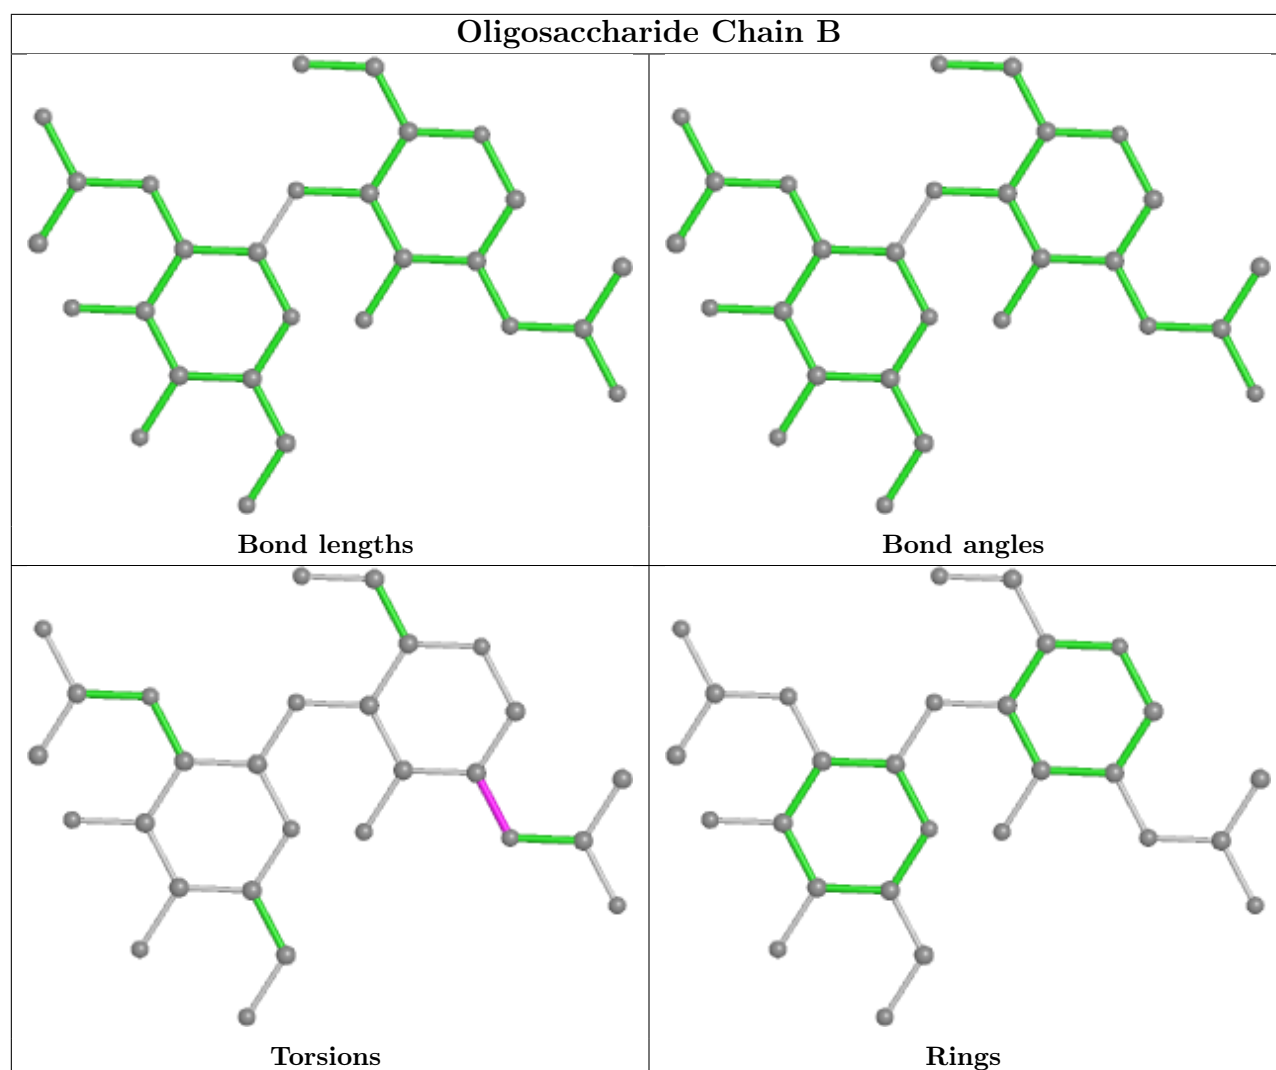 Oligosaccharide Chain B
Bond lengths
Bond angles
Torsions
Rings